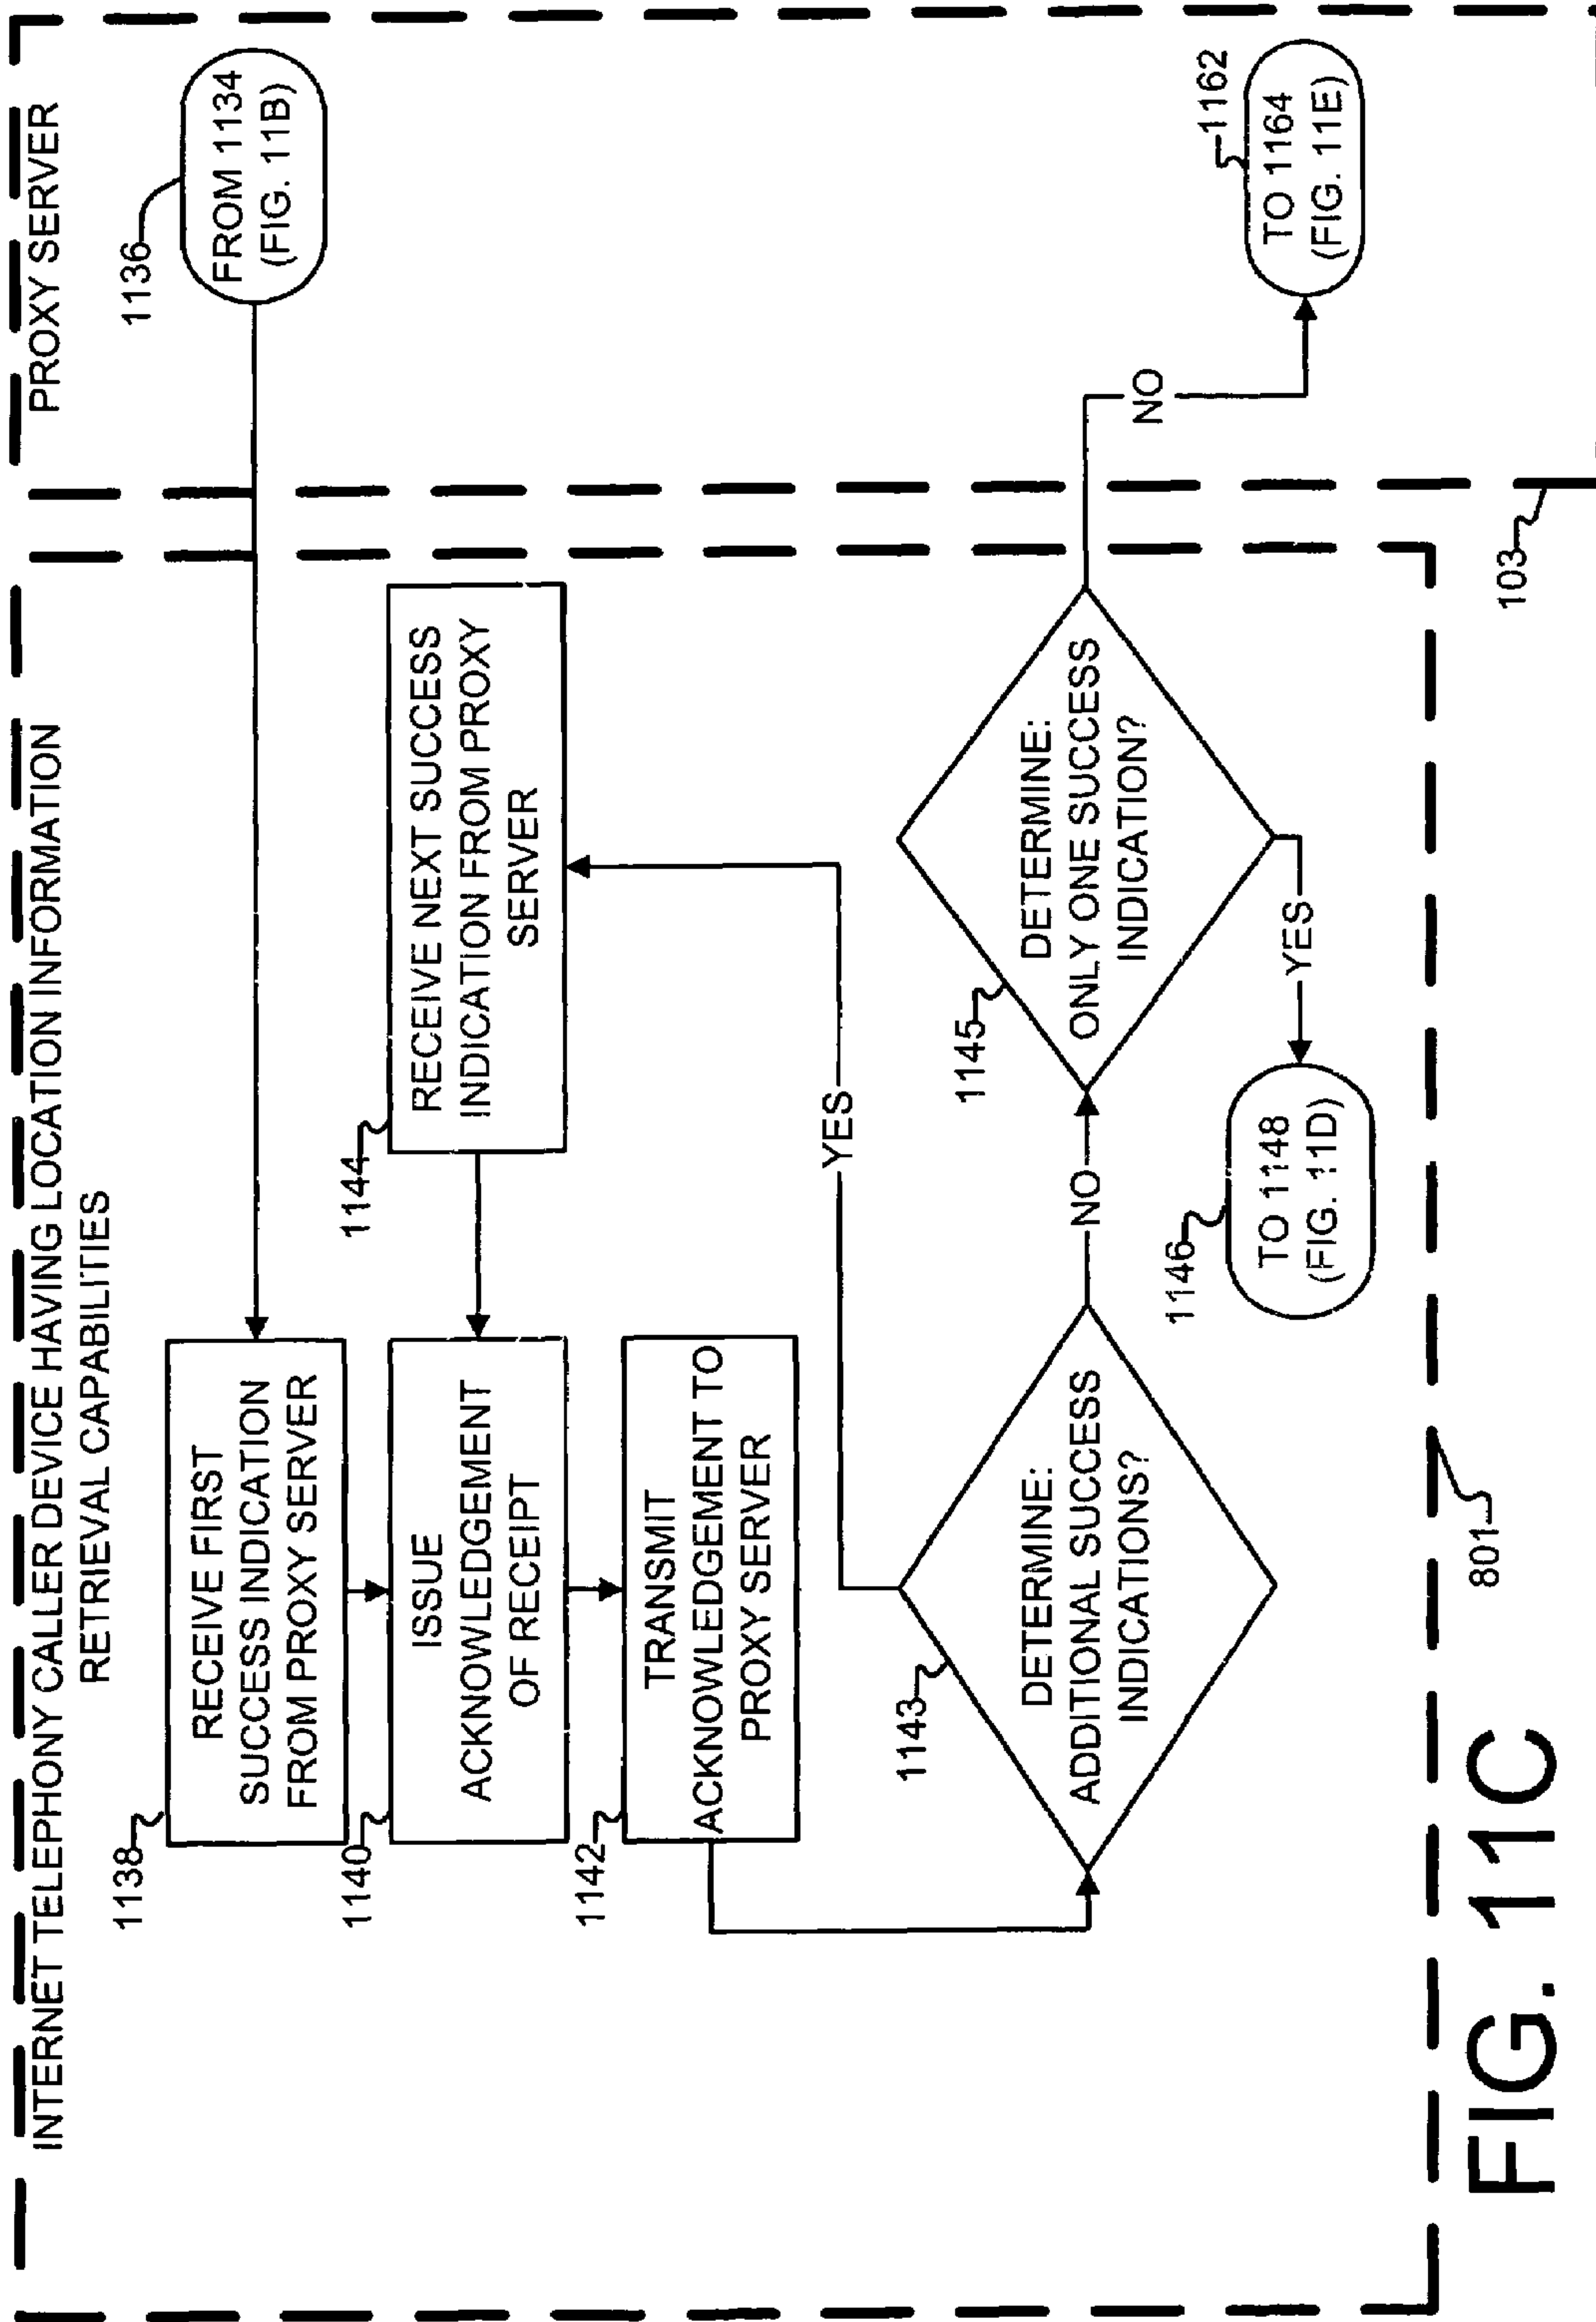 INTERNET TELEPHONY CALLER DEVICE HAVING LOCATION INFORMATION
RETRIEVAL CAPABILITIES
PROXY SERVER
1136
FROM 1134
(FIG. 11B)
1138
RECEIVE FIRST
SUCCESS INDICATION
FROM PROXY SERVER
1140
ISSUE
ACKNOWLEDGEMENT
OF RECEIPT
1144
RECEIVE NEXT SUCCESS
INDICATION FROM PROXY
SERVER
1142
TRANSMIT
ACKNOWLEDGEMENT TO
PROXY SERVER
YES
1143
DETERMINE:
ADDITIONAL SUCCESS
INDICATIONS?
NO
1145
DETERMINE:
ONLY ONE SUCCESS
INDICATION?
NO
1162
TO 1164
(FIG. 11E)
YES
1146
TO 1148
(FIG. 11D)
801
103
FIG. 11C